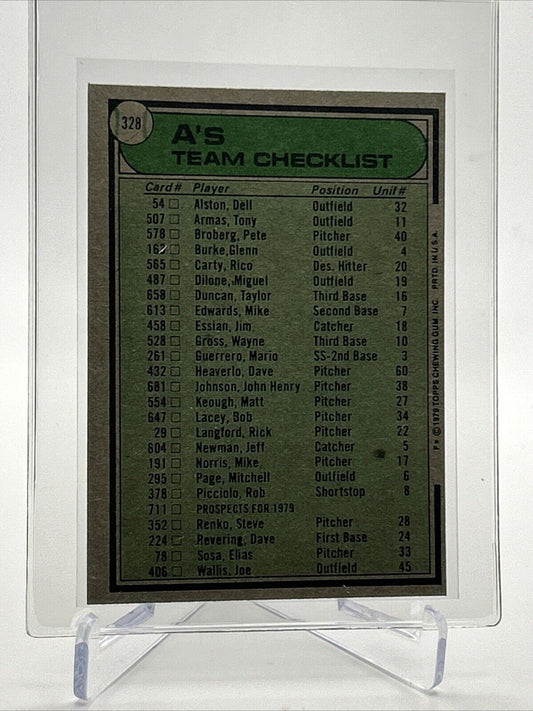 328
A's
TEAM CHECKLIST
Card # Player Position Unif #
54 Alston, Dell Outfield 32
507 Armas, Tony Outfield 11
578 Broberg, Pete Pitcher 40
163 Burke,Glenn Outfield 4
565 Carty, Rico Des. Hitter 20
487 Dilone, Miguel Outfield 19
658 Duncan, Taylor Third Base 16
613 Edwards, Mike Second Base 7
458 Essian, Jim Catcher 18
528 Gross, Wayne Third Base 10
261 Guerrero, Mario SS-2nd Base 3
432 Heaverlo, Dave Pitcher 60
681 Johnson, John Henry Pitcher 38
554 Keough, Matt Pitcher 27
647 Lacey, Bob Pitcher 34
29 Langford, Rick Pitcher 22
604 Newman, Jeff Catcher 5
191 Norris, Mike Pitcher 17
295 Page, Mitchell Outfield 6
378 Picciolo, Rob Shortstop 8
711 PROSPECTS FOR 1979
352 Renko, Steve Pitcher 28
224 Revering, Dave First Base 24
78 Sosa, Elias Pitcher 33
406 Wallis, Joe Outfield 45
© 1979 TOPPS CHEWING GUM, INC. PRTD. IN U.S.A.